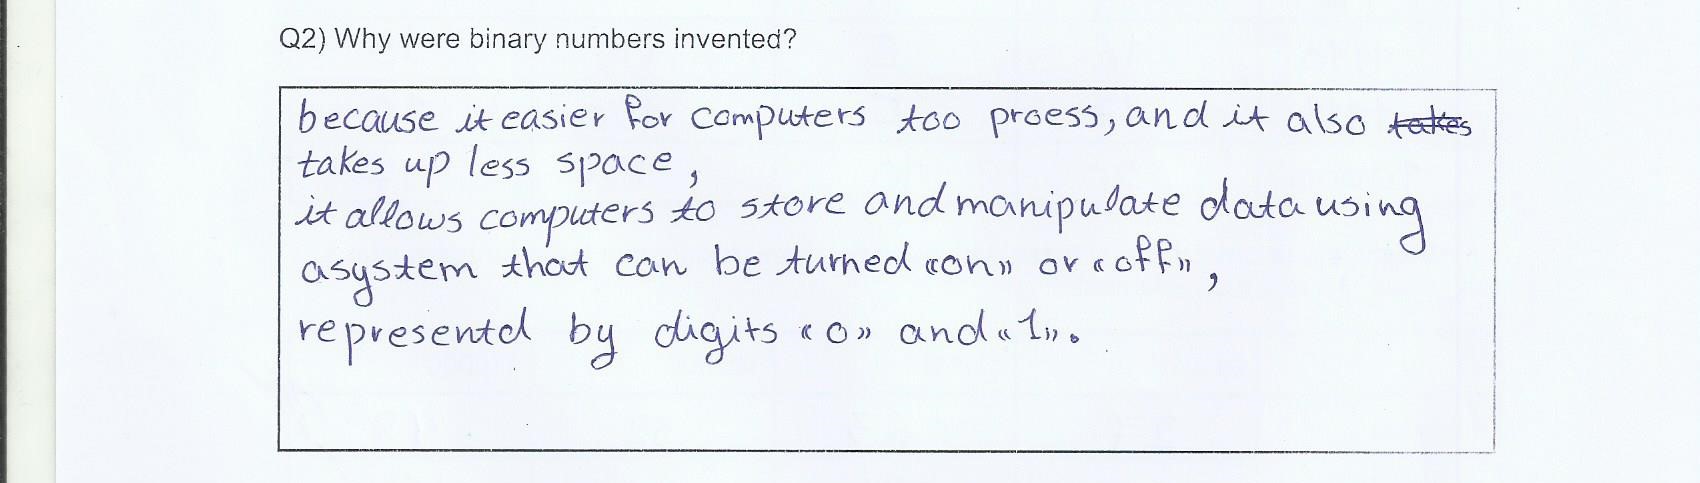 Q2) Why were binary numbers invented?
because it easier for computers too proess, and it also takes
takes up less space,
it allows computers to store and manipulate data using
asystem that can be turned «on» or «off»,
representd by digits «0» and «1».